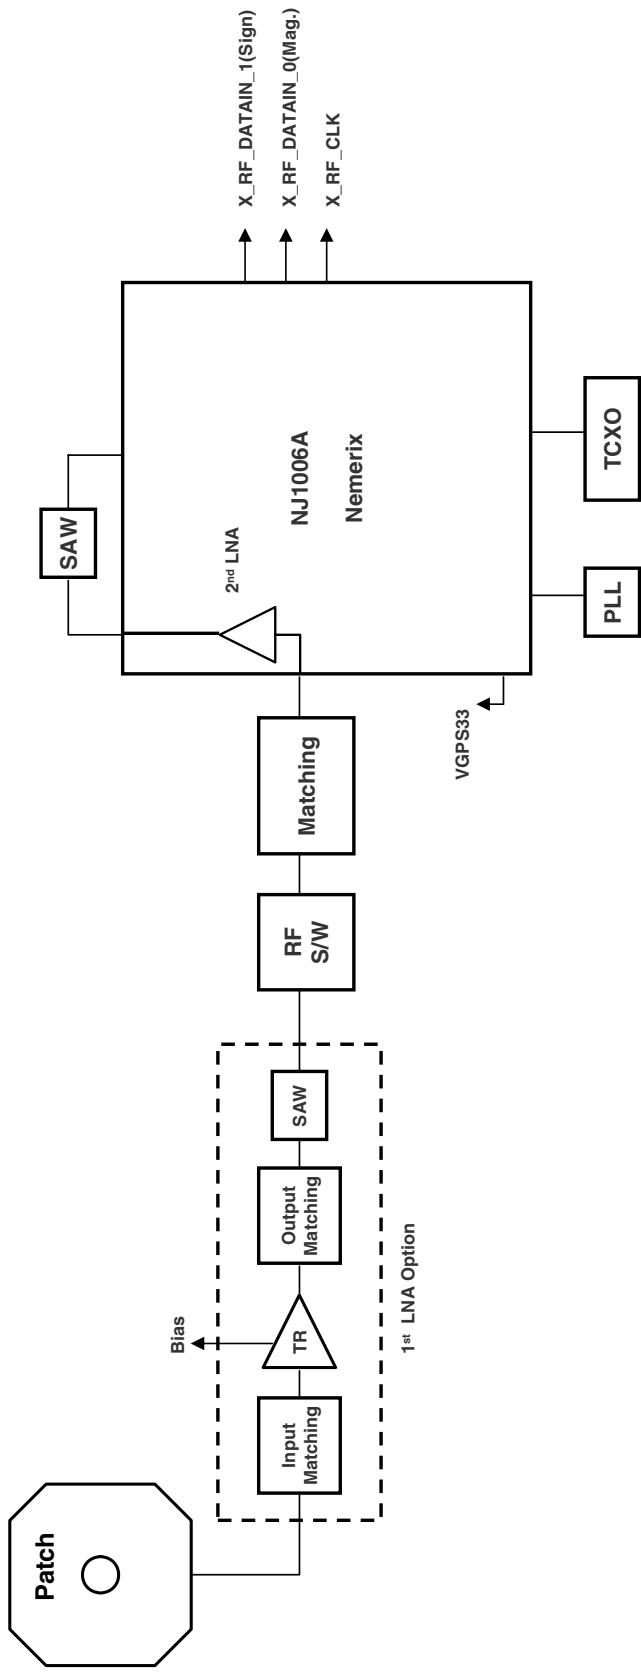 Patch
Input
Matching
TR
Bias
Output
Matching
SAW
1st LNA Option
RF
S/W
Matching
2nd LNA
SAW
NJ1006A
Nemerix
VGPS33
PLL
TCXO
X_RF_DATAIN_1(Sign)
X_RF_DATAIN_0(Mag.)
X_RF_CLK